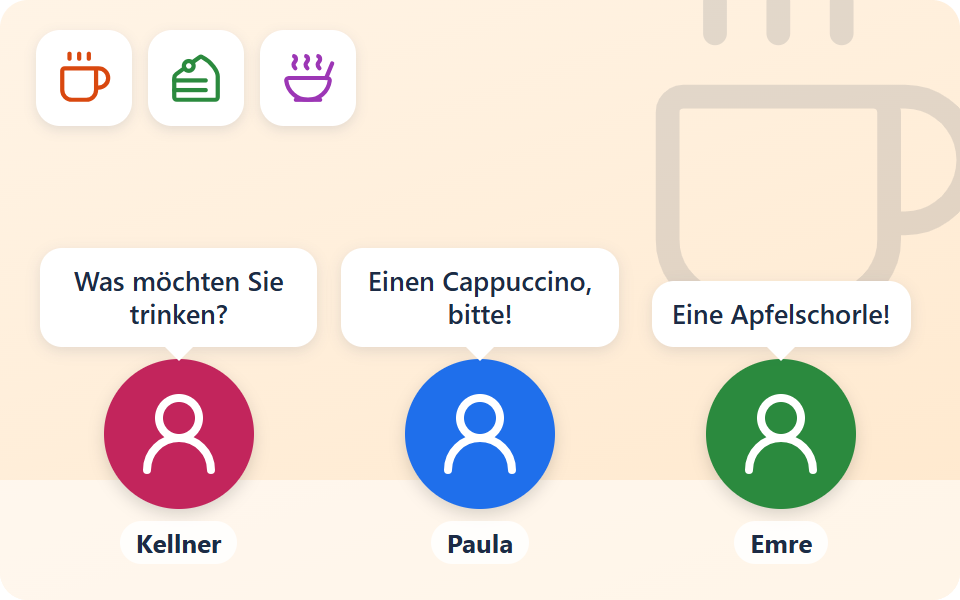 Was möchten Sie
trinken?
Einen Cappuccino,
bitte!
Eine Apfelschorle!
Kellner
Paula
Emre